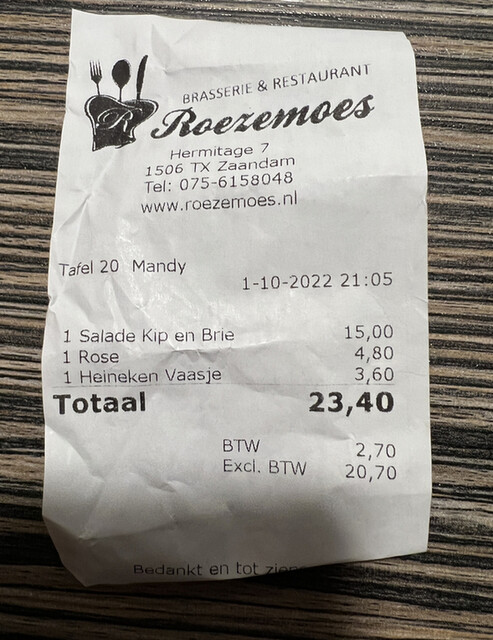 BRASSERIE & RESTAURANT
R Roezemoes
Hermitage 7
1506 TX Zaandam
Tel: 075-6158048
www.roezemoes.nl
Tafel 20 Mandy
1-10-2022 21:05
1 Salade Kip en Brie 15,00
1 Rose 4,80
1 Heineken Vaasje 3,60
Totaal 23,40
BTW 2,70
Excl. BTW 20,70
Bedankt en tot